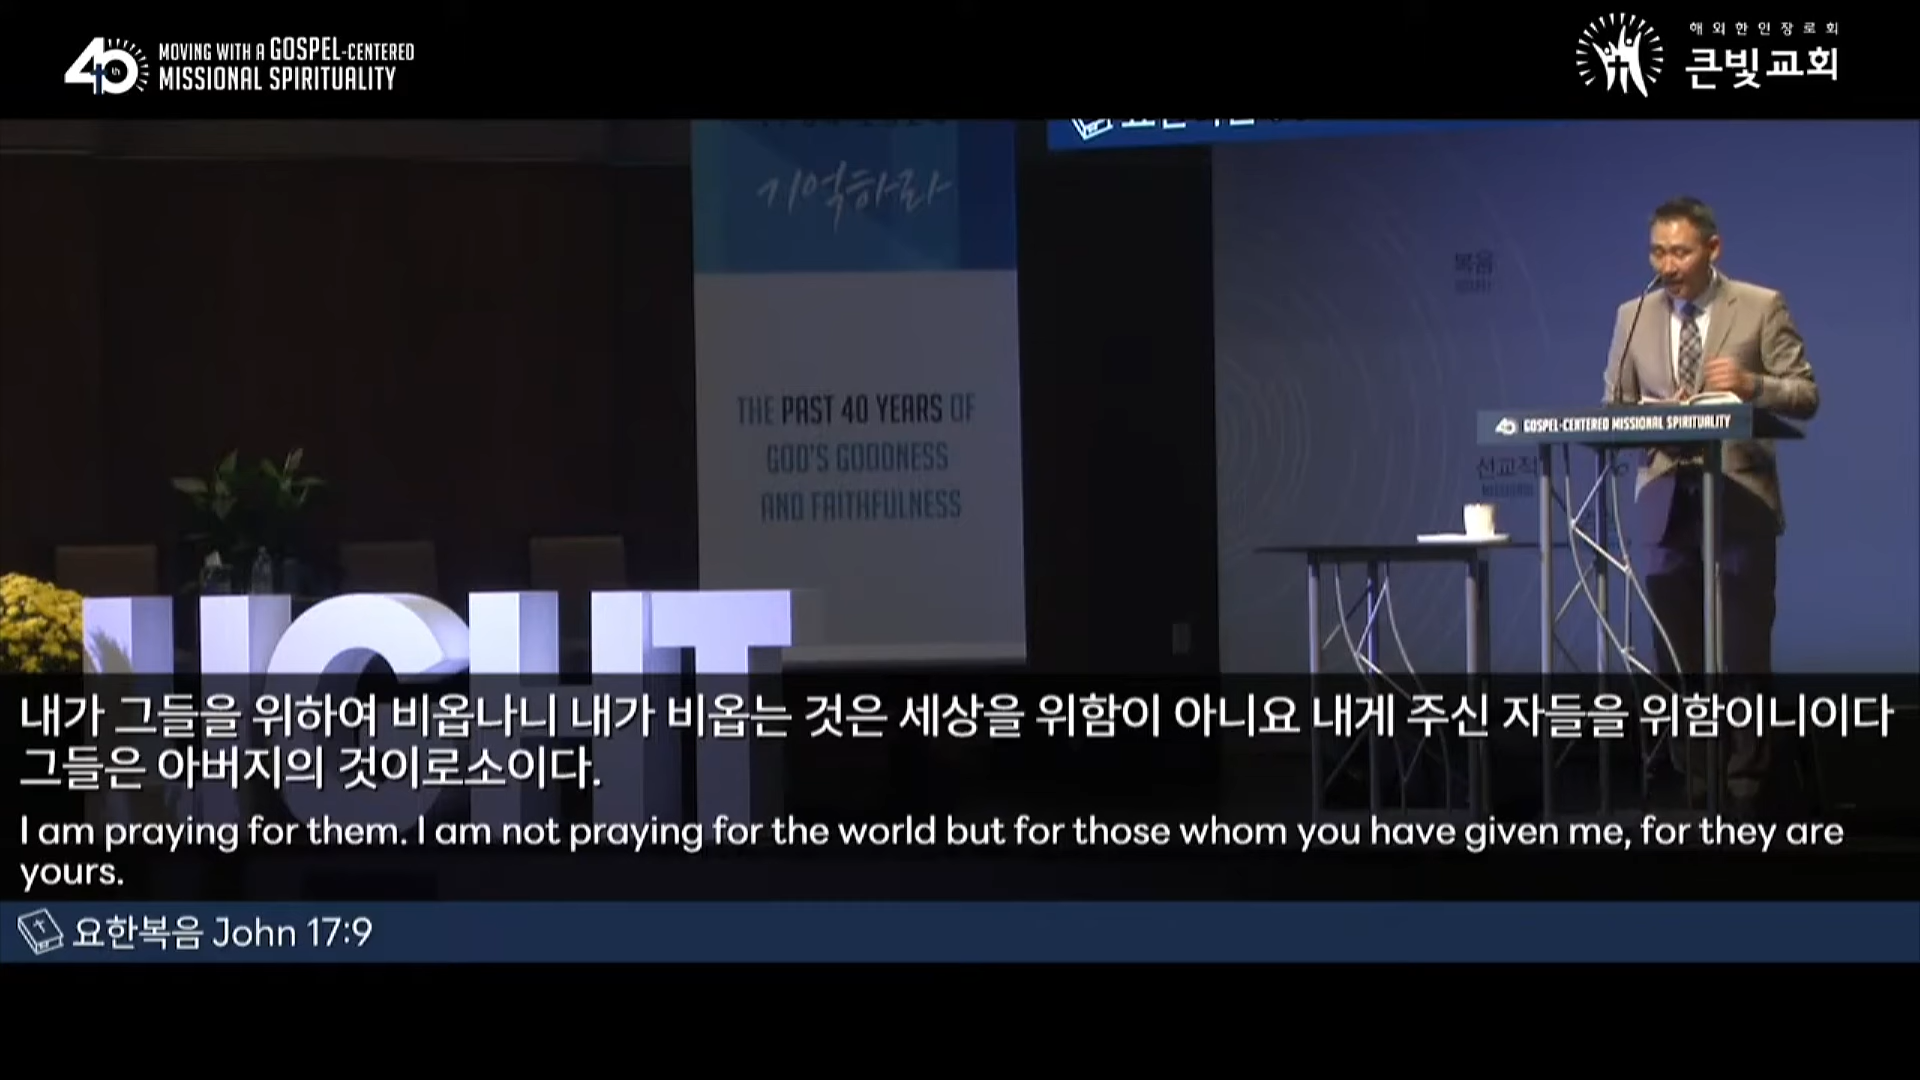 40th
MOVING WITH A GOSPEL-CENTERED
MISSIONAL SPIRITUALITY
해외한인장로회
큰빛교회
기억하라
THE PAST 40 YEARS OF
GOD'S GOODNESS
AND FAITHFULNESS
복음
40 GOSPEL-CENTERED MISSIONAL SPIRITUALITY
선교적
내가 그들을 위하여 비옵나니 내가 비옵는 것은 세상을 위함이 아니요 내게 주신 자들을 위함이니이다
그들은 아버지의 것이로소이다.
I am praying for them. I am not praying for the world but for those whom you have given me, for they are
yours.
요한복음 John 17:9